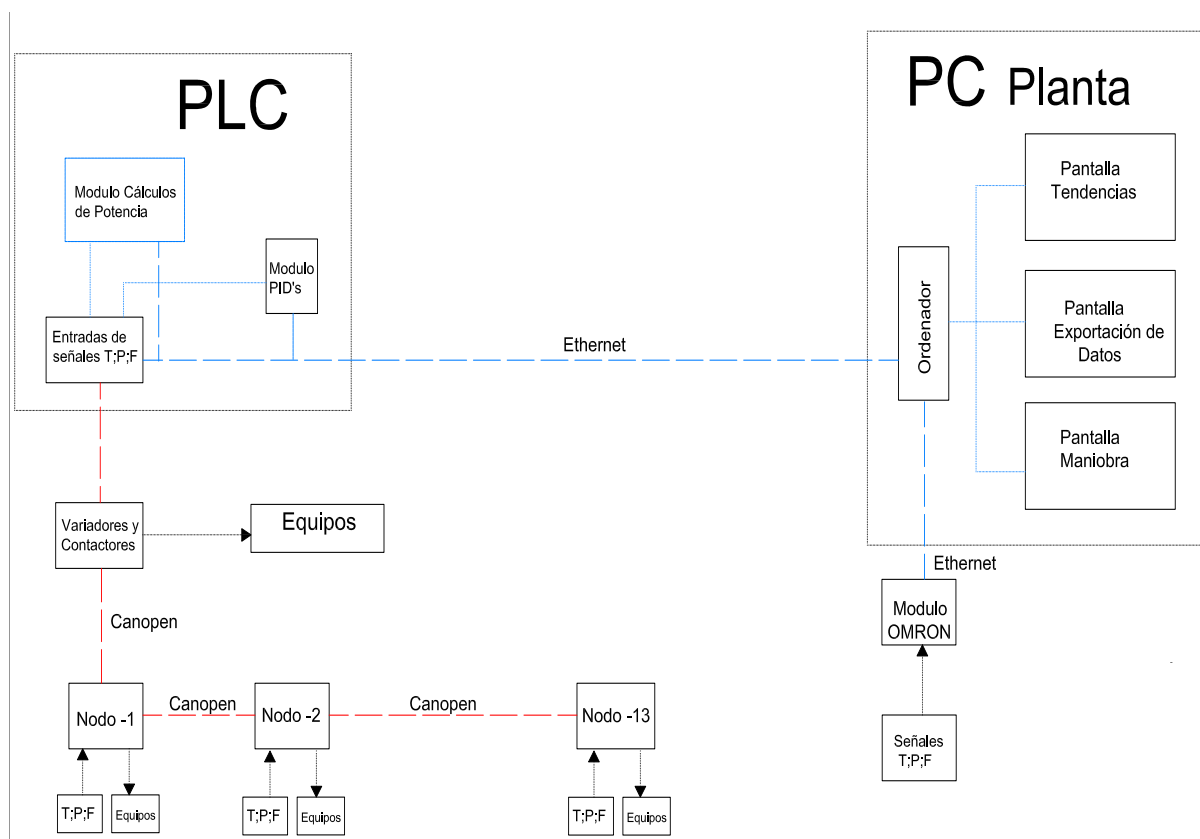 PLC
Modulo Cálculos
de Potencia
Modulo
PID's
Entradas de
señales T;P;F
Ethernet
PC Planta
Pantalla
Tendencias
Ordenador
Pantalla
Exportación de
Datos
Pantalla
Maniobra
Variadores y
Contactores
Equipos
Ethernet
Modulo
OMRON
Canopen
Nodo -1
Canopen
Nodo -2
Canopen
Nodo -13
Señales
T;P;F
T;P;F
Equipos
T;P;F
Equipos
T;P;F
Equipos